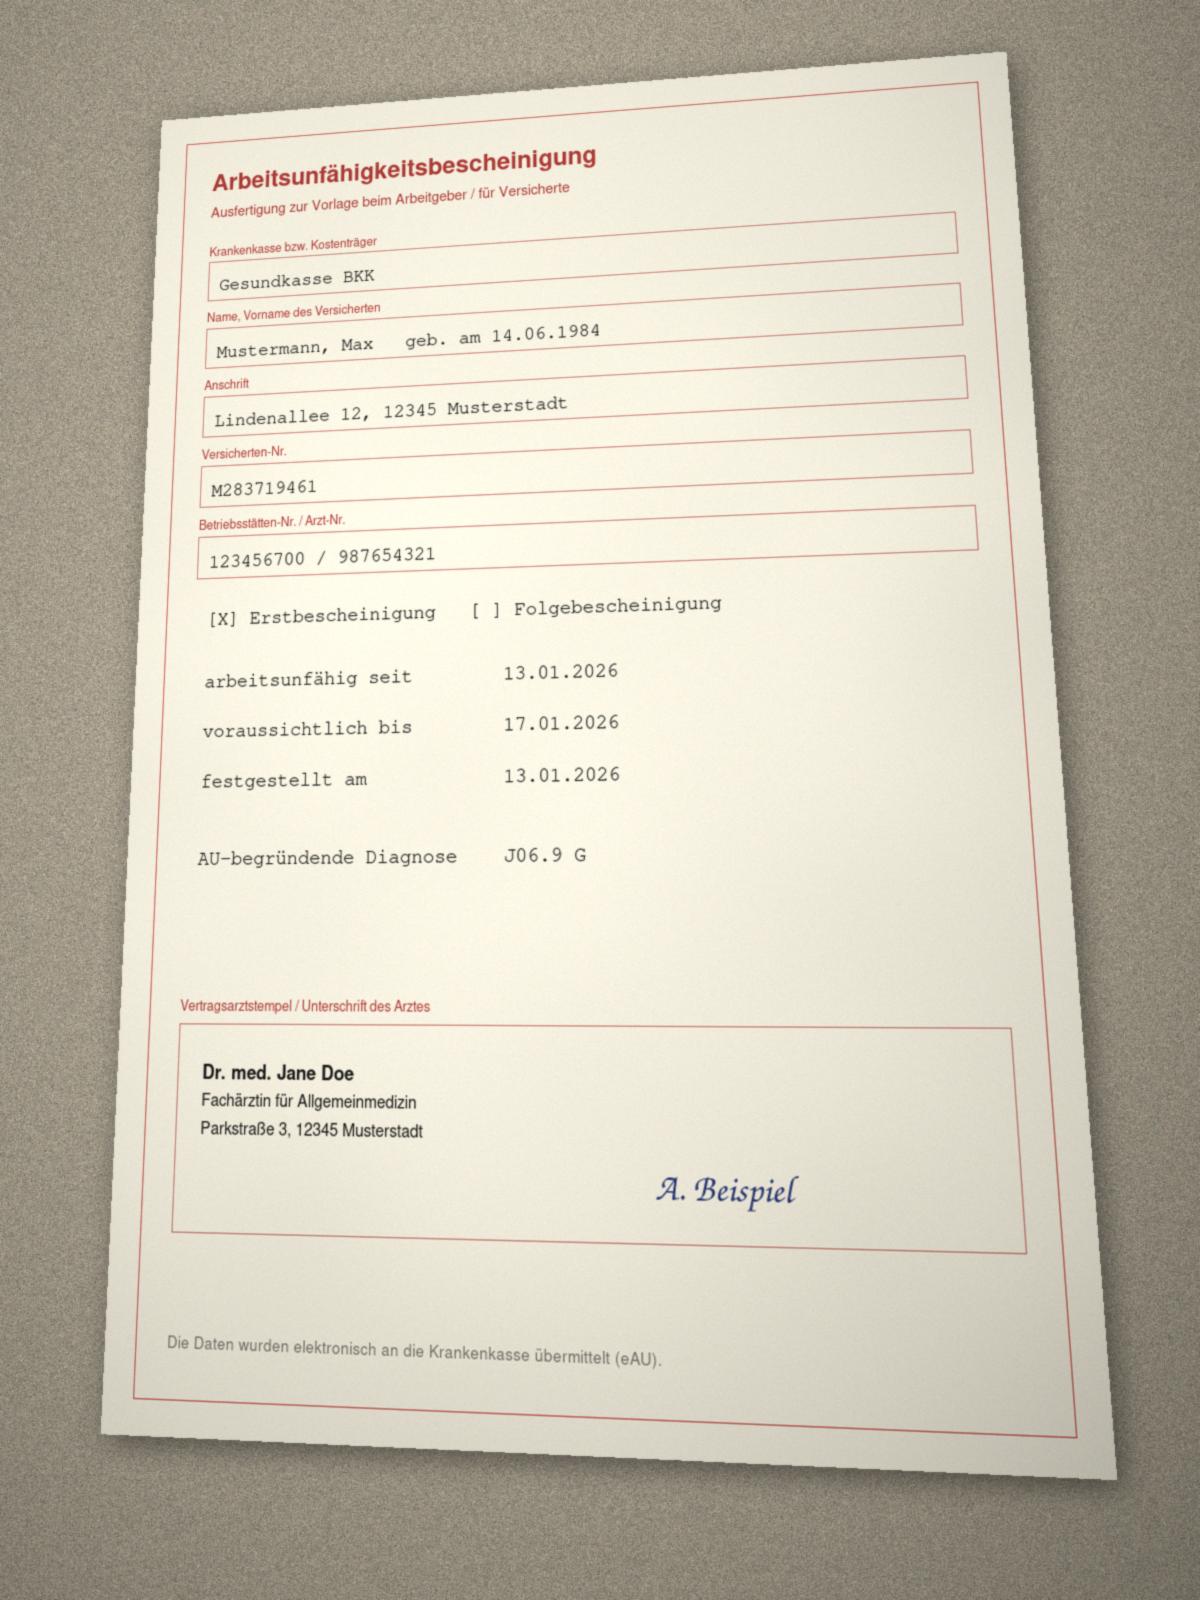 Arbeitsunfähigkeitsbescheinigung
Ausfertigung zur Vorlage beim Arbeitgeber / für Versicherte
Krankenkasse bzw. Kostenträger
Gesundkasse BKK
Name, Vorname des Versicherten
Mustermann, Max   geb. am 14.06.1984
Anschrift
Lindenallee 12, 12345 Musterstadt
Versicherten-Nr.
M283719461
Betriebsstätten-Nr. / Arzt-Nr.
123456700 / 987654321
[X] Erstbescheinigung   [ ] Folgebescheinigung
arbeitsunfähig seit   13.01.2026
voraussichtlich bis   17.01.2026
festgestellt am   13.01.2026
AU-begründende Diagnose   J06.9 G
Vertragsarztstempel / Unterschrift des Arztes
Dr. med. Jane Doe
Fachärztin für Allgemeinmedizin
Parkstraße 3, 12345 Musterstadt
A. Beispiel
Die Daten wurden elektronisch an die Krankenkasse übermittelt (eAU).